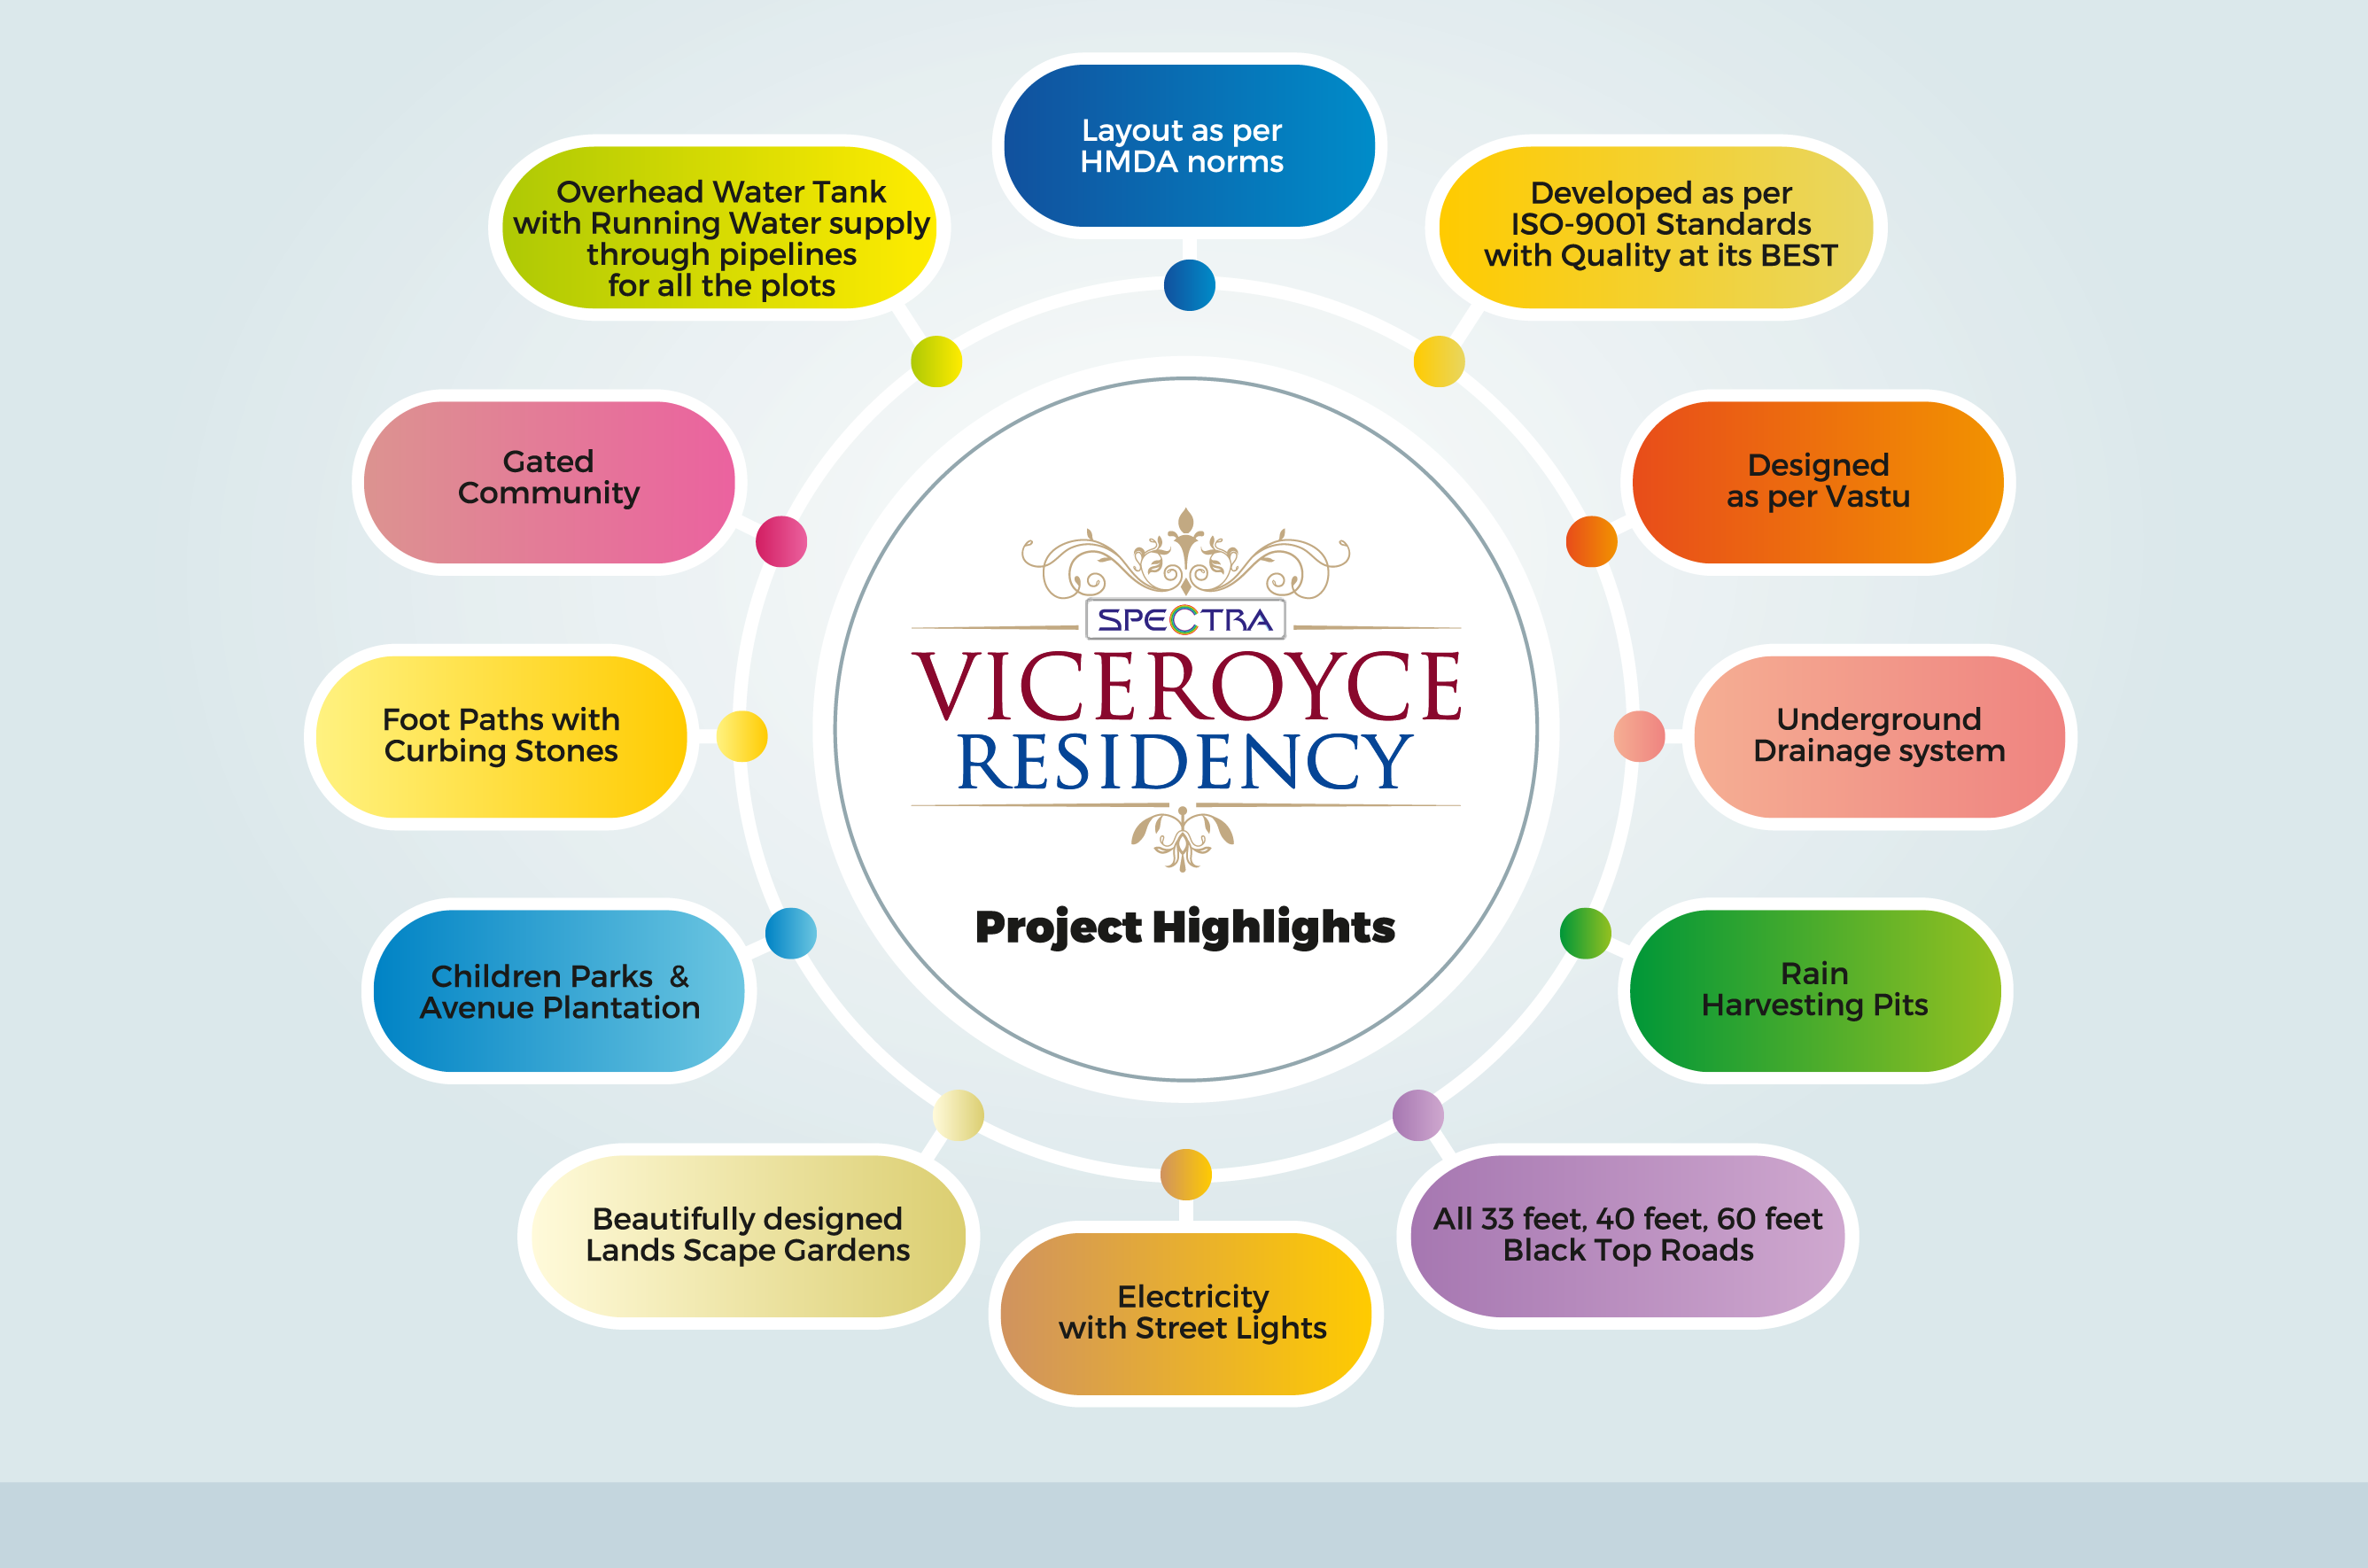 Layout as per
HMDA norms
Developed as per
ISO-9001 Standards
with Quality at its BEST
Designed
as per Vastu
Underground
Drainage system
Rain
Harvesting Pits
All 33 feet, 40 feet, 60 feet
Black Top Roads
Electricity
with Street Lights
Beautifully designed
Lands Scape Gardens
Children Parks  &
Avenue Plantation
Foot Paths with
Curbing Stones
Gated
Community
Overhead Water Tank
with Running Water supply
through pipelines
for all the plots
SPECTRA
VICEROYCE
RESIDENCY
Project Highlights